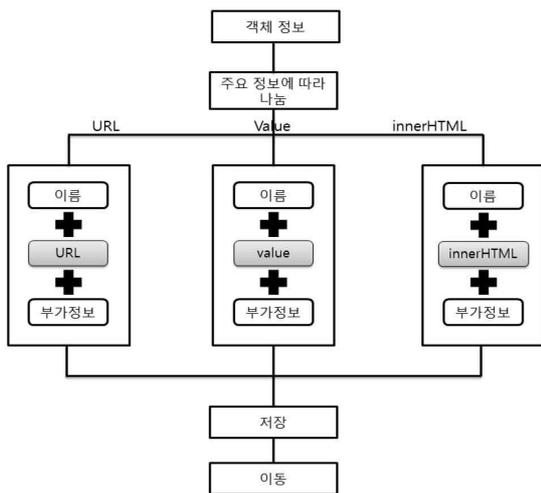 객체 정보
주요 정보에 따라
나눔
URL
Value
innerHTML
이름
URL
부가정보
이름
value
부가정보
이름
innerHTML
부가정보
저장
이동